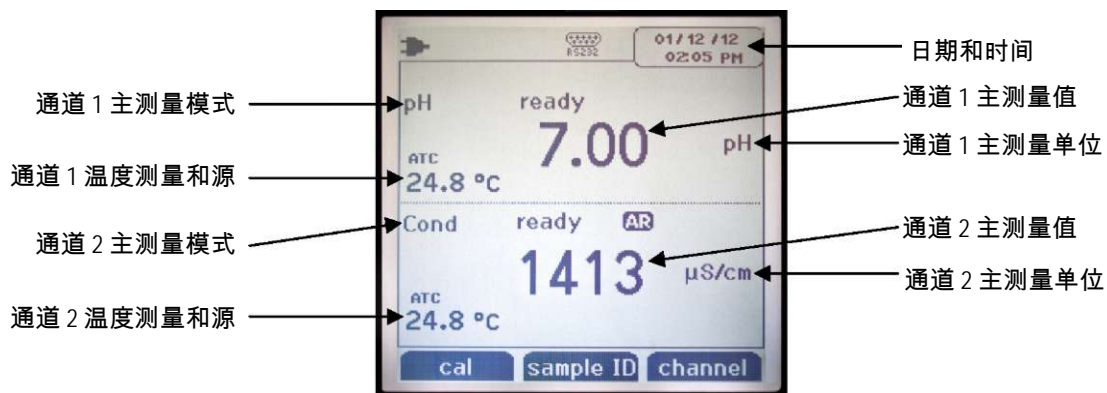 01/12/12
RS232
02:05 PM
日期和时间
通道 1 主测量模式
pH
ready
通道 1 主测量值
7.00
pH
通道 1 主测量单位
ATC
通道 1 温度测量和源
24.8 °C
Cond
ready
AR
通道 2 主测量值
通道 2 主测量模式
1413
µS/cm
通道 2 主测量单位
ATC
通道 2 温度测量和源
24.8 °C
cal
sample ID
channel